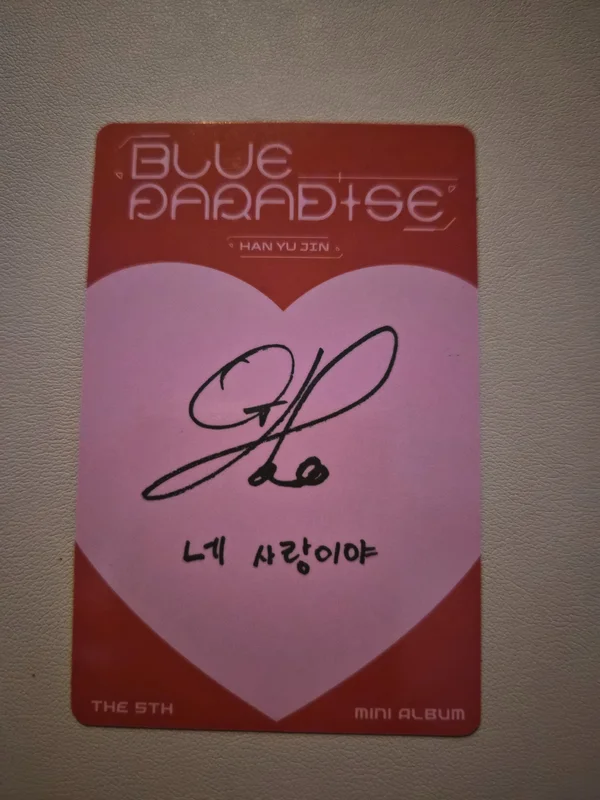 BLUE
PARADISE
HAN YU JIN
네 사랑이야
THE 5TH
MINI ALBUM